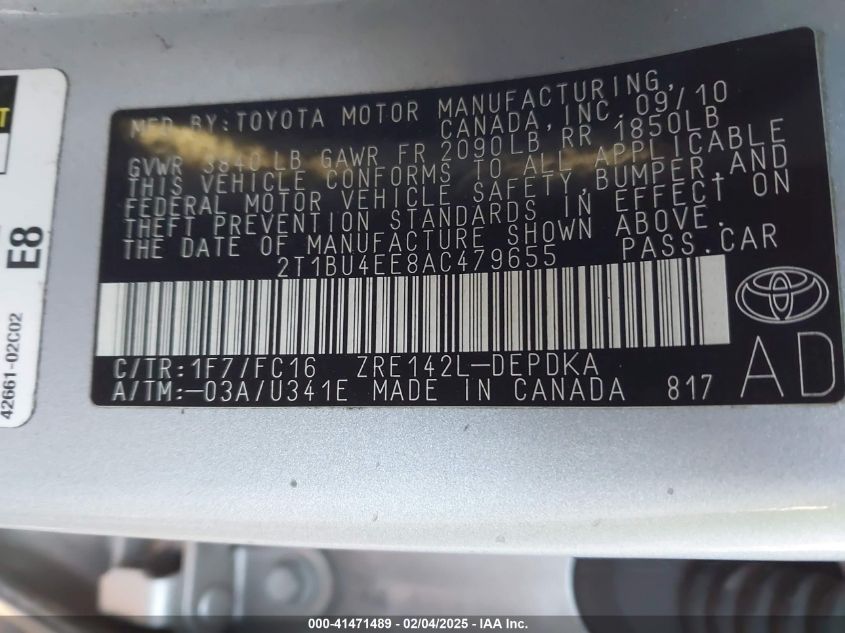 MFD BY:TOYOTA MOTOR MANUFACTURING,
CANADA, INC. 09/10
GVWR 3840 LB GAWR FR 2090LB RR 1850LB
THIS VEHICLE CONFORMS TO ALL APPLICABLE
FEDERAL MOTOR VEHICLE SAFETY, BUMPER, AND
THEFT PREVENTION STANDARDS IN EFFECT ON
THE DATE OF MANUFACTURE SHOWN ABOVE.
2T1BU4EE8AC479655 PASS.CAR
C/TR:1F7/FC16 ZRE142L-DEPDKA
A/TM:-03A/U341E MADE IN CANADA 817
AD
E8
42661-02C02
000-41471489 - 02/04/2025 - IAA Inc.